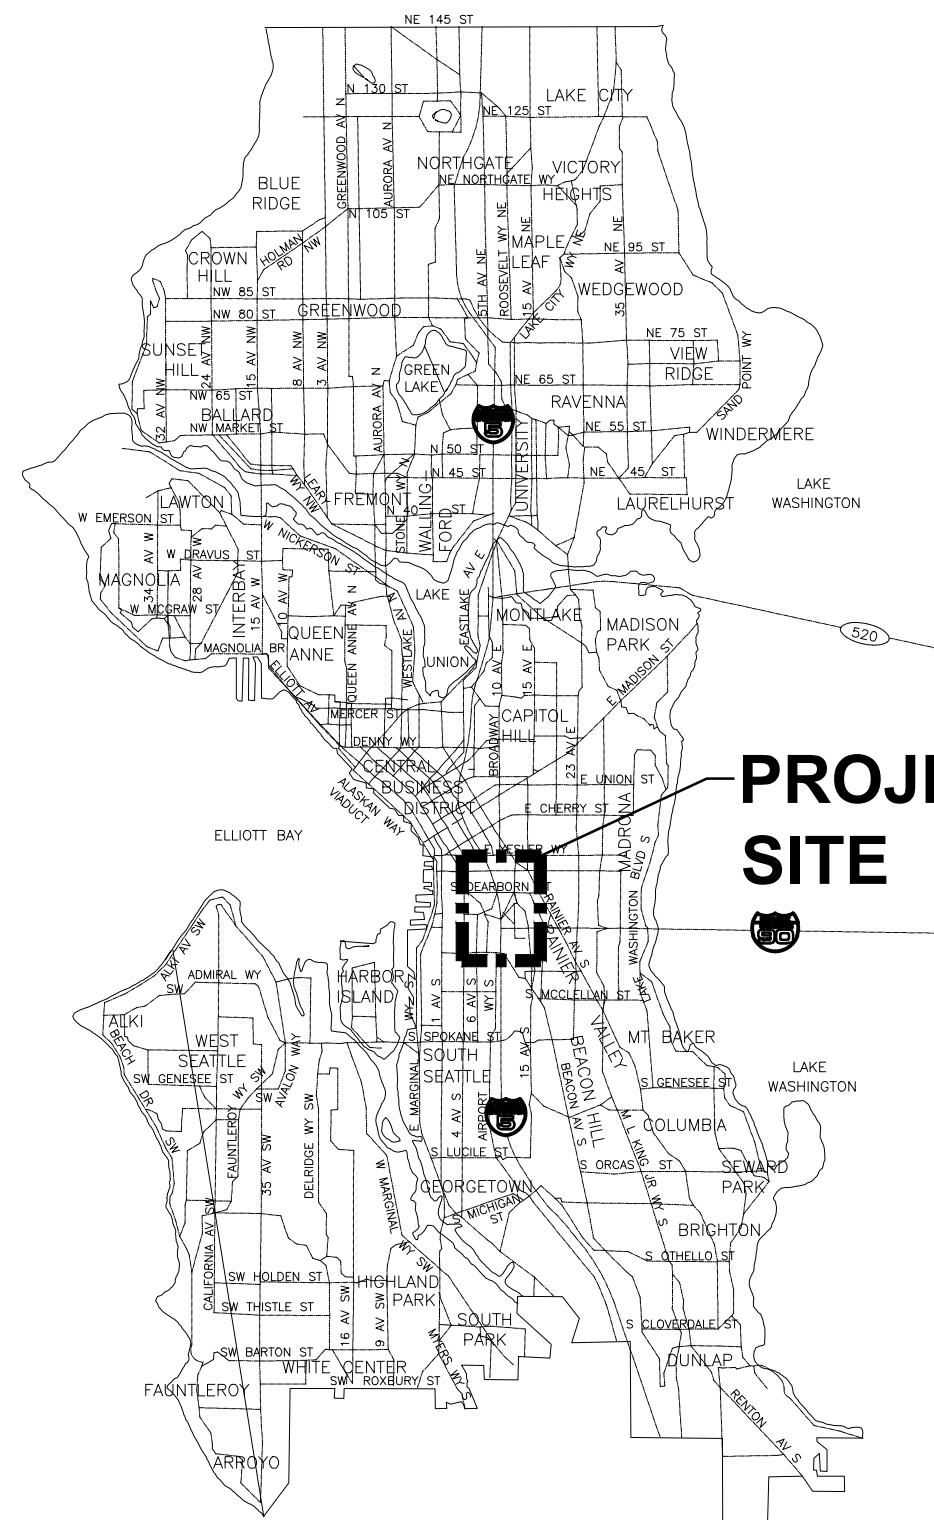 NE 145 ST
N 130 ST
LAKE CITY
NE 125 ST
GREENWOOD AV N
AURORA AV N
NORTHGATE
NE NORTHGATE WY
VICTORY
HEIGHTS
BLUE
RIDGE
N 105 ST
HOLMAN
RD NW
5TH AV NE
ROOSEVELT WY NE
15 AV NE
MAPLE
LEAF
LAKE CITY WY NE
35 AV NE
NE 95 ST
CROWN
HILL
WEDGEWOOD
NW 85 ST
GREENWOOD
NW 80 ST
NE 75 ST
SUNSET
HILL
24 AV NW
15 AV NW
8 AV NW
3 AV NW
VIEW
RIDGE
SAND POINT WY
GREEN
LAKE
NE 65 ST
NW 65 ST
32 AV NW
BALLARD
NW MARKET ST
AURORA AV N
5
RAVENNA
NE 55 ST
WINDERMERE
N 50 ST
UNIVERSITY
N 45 ST
NE 45 ST
LEARY
WY NW
FREMONT
STONE WY N
WALLING-
FORD
N 40 ST
LAURELHURST
LAKE
WASHINGTON
LAWTON
W EMERSON ST
W NICKERSON ST
34 AV W
28 AV W
W DRAVUS ST
MAGNOLIA
W MCGRAW ST
INTERBAY
15 AV W
10 AV W
MAGNOLIA BR
QUEEN
ANNE
QUEEN ANNE AV N
WESTLAKE AV N
LAKE
UNION
EASTLAKE AV E
MONTLAKE
MADISON
PARK
520
E MADISON ST
10 AV E
15 AV E
ELLIOTT AV
MERCER ST
DENNY WY
BROADWAY
CAPITOL
HILL
23 AV E
CENTRAL
BUSINESS
DISTRICT
ALASKAN WAY
VIADUCT
E UNION ST
E CHERRY ST
MADRONA
ELLIOTT BAY
SITE
S DEARBORN ST
RAINIER AV S
RAINIER
VALLEY
LAKE WASHINGTON BLVD S
90
ALKI AV SW
SW ADMIRAL WY
HARBOR
ISLAND
1 AV S
6 AV S
S MCCLELLAN ST
ALKI
BEACH DR SW
WEST
SEATTLE
AVALON WAY
SW GENESEE ST
SW
FAUNTLEROY WY SW
S SPOKANE ST
SOUTH
SEATTLE
15 AV S
BEACON HILL
BEACON AV S
MT BAKER
LAKE
WASHINGTON
S GENESEE ST
E MARGINAL WY S
4 AV S
AIRPORT WY S
5
M L KING JR WY S
COLUMBIA
35 AV SW
DELRIDGE WY SW
W MARGINAL WY SW
S LUCILE ST
S ORCAS ST
SEWARD
PARK
GEORGETOWN
S MICHIGAN
ST
CALIFORNIA AV SW
BRIGHTON
S OTHELLO ST
SW HOLDEN ST
HIGHLAND
PARK
SW THISTLE ST
16 AV SW
9 AV SW
SOUTH
PARK
MYERS WY S
S CLOVERDALE ST
SW BARTON ST
WHITE CENTER
SW ROXBURY ST
DUNLAP
FAUNTLEROY
RENTON AV S
ARROYO